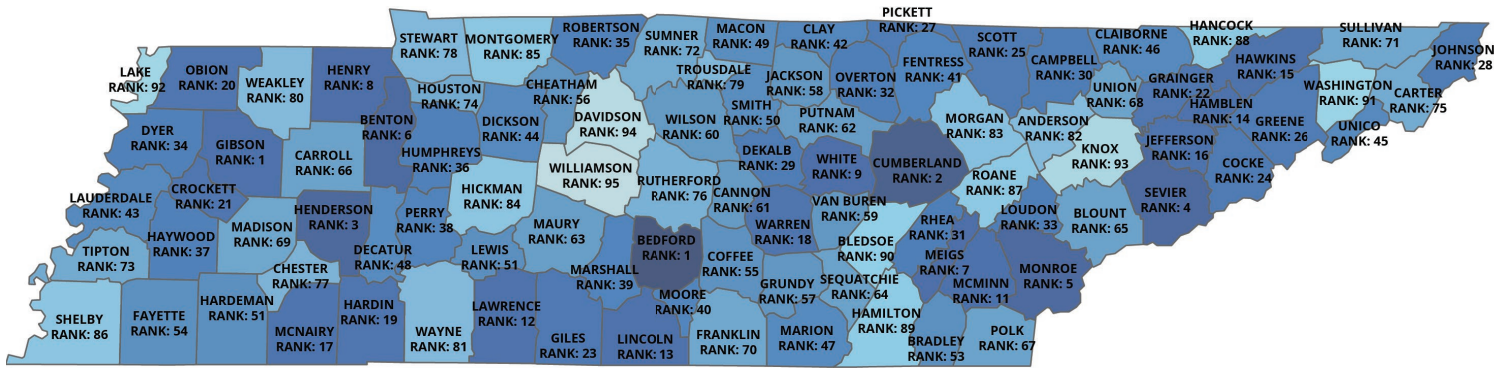 PICKETT
RANK: 27
HANCOCK
RANK: 88
SULLIVAN
RANK: 71
ROBERTSON
RANK: 35
STEWART
RANK: 78
MONTGOMERY
RANK: 85
SUMNER
RANK: 72
MACON
RANK: 49
CLAY
RANK: 42
SCOTT
RANK: 25
CLAIBORNE
RANK: 46
JOHNSON
RANK: 28
LAKE
RANK: 92
OBION
RANK: 20
WEAKLEY
RANK: 80
HENRY
RANK: 8
HOUSTON
RANK: 74
CHEATHAM
RANK: 56
TROUSDALE
RANK: 79
JACKSON
RANK: 58
OVERTON
RANK: 32
FENTRESS
RANK: 41
CAMPBELL
RANK: 30
UNION
RANK: 68
GRAINGER
RANK: 22
HAWKINS
RANK: 15
WASHINGTON
RANK: 91
CARTER
RANK: 75
DYER
RANK: 34
GIBSON
RANK: 1
CARROLL
RANK: 66
BENTON
RANK: 6
HUMPHREYS
RANK: 36
DICKSON
RANK: 44
DAVIDSON
RANK: 94
WILSON
RANK: 60
SMITH
RANK: 50
PUTNAM
RANK: 62
MORGAN
RANK: 83
ANDERSON
RANK: 82
HAMBLEN
RANK: 14
GREENE
RANK: 26
UNICO
RANK: 45
KNOX
RANK: 93
JEFFERSON
RANK: 16
COCKE
RANK: 24
WILLIAMSON
RANK: 95
DEKALB
RANK: 29
WHITE
RANK: 9
CUMBERLAND
RANK: 2
ROANE
RANK: 87
LAUDERDALE
RANK: 43
CROCKETT
RANK: 21
HICKMAN
RANK: 84
RUTHERFORD
RANK: 76
CANNON
RANK: 61
VAN BUREN
RANK: 59
SEVIER
RANK: 4
HENDERSON
RANK: 3
PERRY
RANK: 38
MAURY
RANK: 63
WARREN
RANK: 18
RHEA
RANK: 31
LOUDON
RANK: 33
BLOUNT
RANK: 65
TIPTON
RANK: 73
HAYWOOD
RANK: 37
MADISON
RANK: 69
DECATUR
RANK: 48
LEWIS
RANK: 51
BEDFORD
RANK: 1
COFFEE
RANK: 55
BLEDSOE
RANK: 90
MEIGS
RANK: 7
MONROE
RANK: 5
CHESTER
RANK: 77
MARSHALL
RANK: 39
GRUNDY
RANK: 57
SEQUATCHIE
RANK: 64
MCMINN
RANK: 11
SHELBY
RANK: 86
FAYETTE
RANK: 54
HARDEMAN
RANK: 51
MCNAIRY
RANK: 17
HARDIN
RANK: 19
WAYNE
RANK: 81
LAWRENCE
RANK: 12
GILES
RANK: 23
LINCOLN
RANK: 13
MOORE
RANK: 40
FRANKLIN
RANK: 70
MARION
RANK: 47
HAMILTON
RANK: 89
BRADLEY
RANK: 53
POLK
RANK: 67